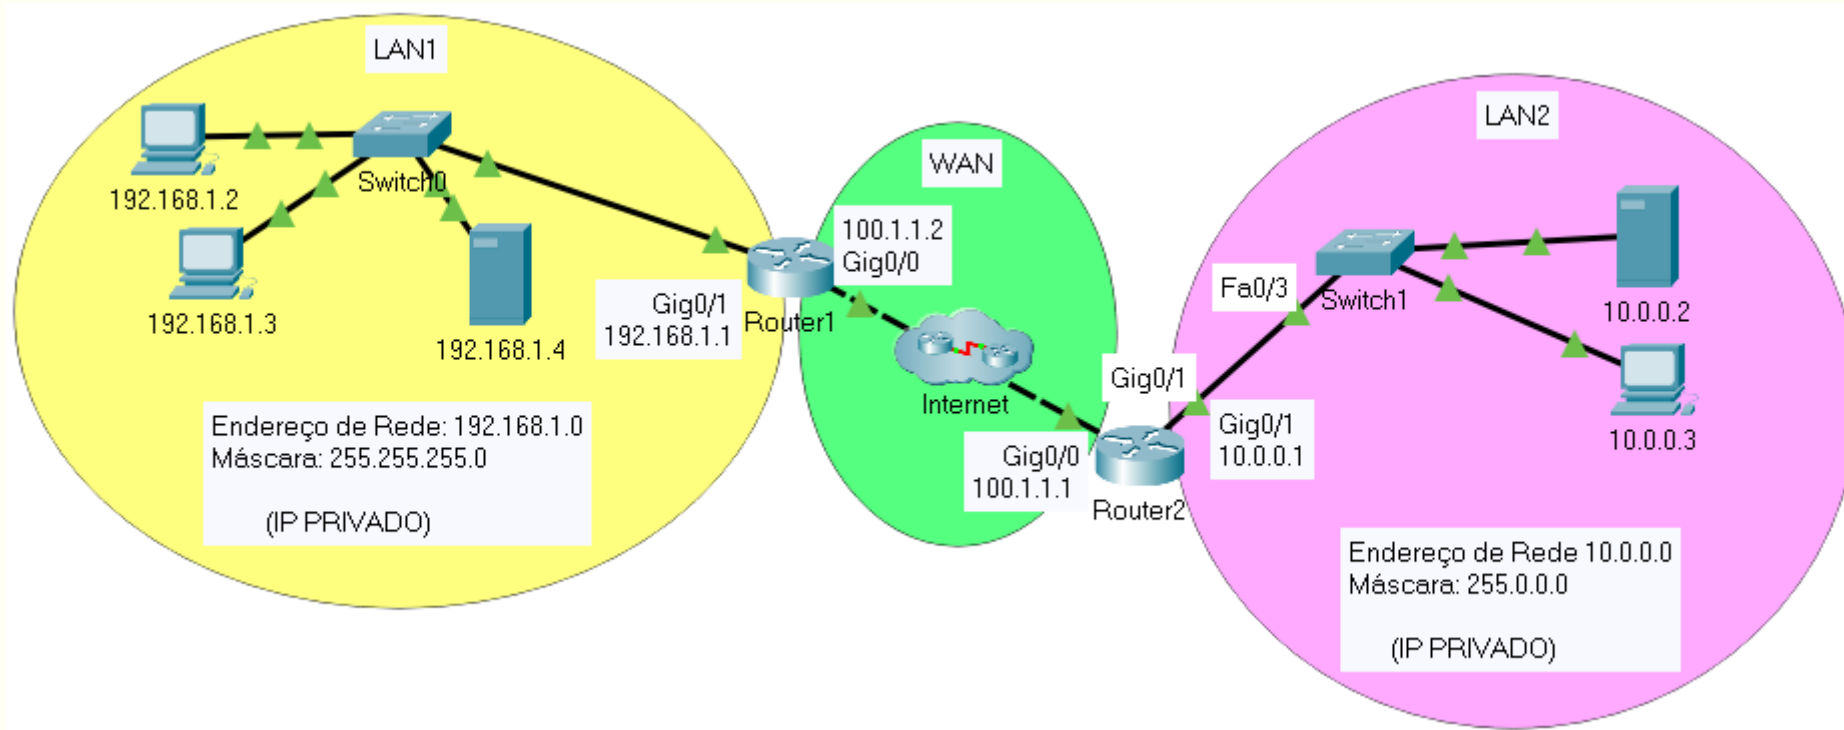 LAN1
192.168.1.2
Switch0
192.168.1.3
192.168.1.4
Gig0/1
192.168.1.1
Router1
Endereço de Rede: 192.168.1.0
Máscara: 255.255.255.0
(IP PRIVADO)
WAN
100.1.1.2
Gig0/0
Internet
Gig0/0
100.1.1.1
Router2
Gig0/1
Gig0/1
10.0.0.1
LAN2
Fa0/3
Switch1
10.0.0.2
10.0.0.3
Endereço de Rede 10.0.0.0
Máscara: 255.0.0.0
(IP PRIVADO)